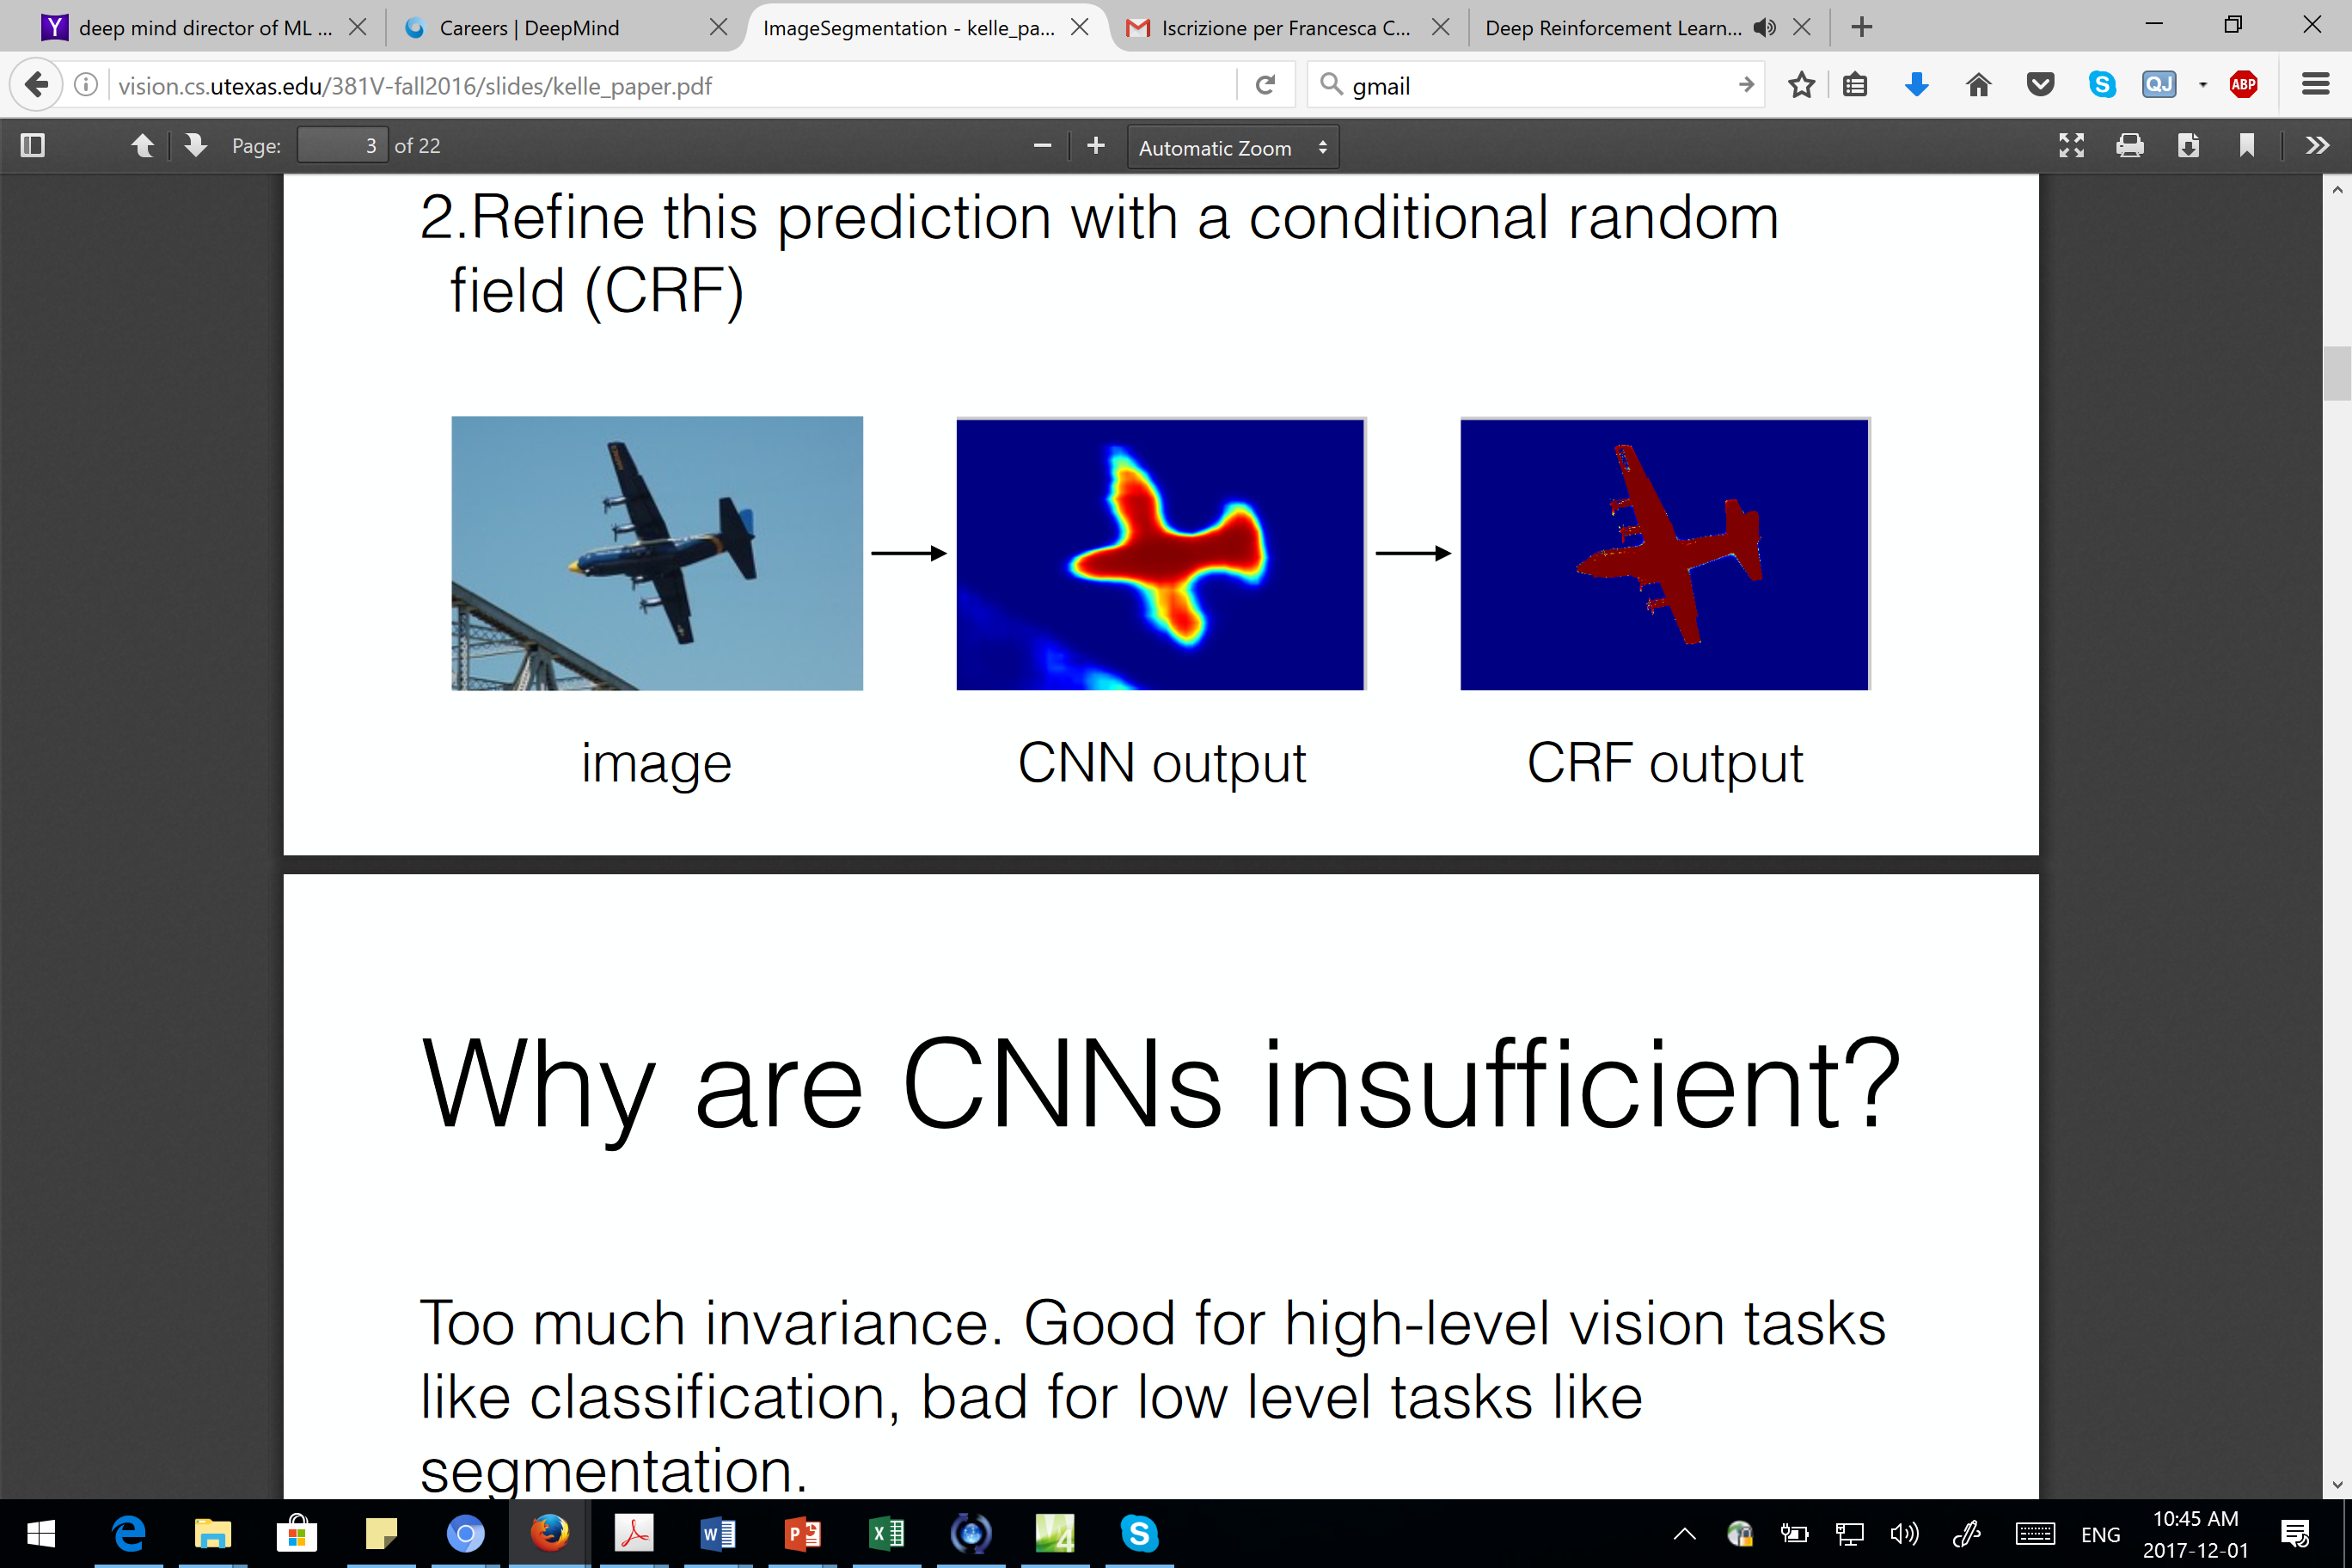 deep mind director of ML ...
Careers | DeepMind
ImageSegmentation - kelle_pa...
Iscrizione per Francesca C...
Deep Reinforcement Learn...
vision.cs.utexas.edu/381V-fall2016/slides/kelle_paper.pdf
gmail
QJ
ABP
Page: 3 of 22
Automatic Zoom
2.Refine this prediction with a conditional random
field (CRF)
image
CNN output
CRF output
Why are CNNs insufficient?
Too much invariance. Good for high-level vision tasks
like classification, bad for low level tasks like
segmentation.
ENG
10:45 AM
2017-12-01